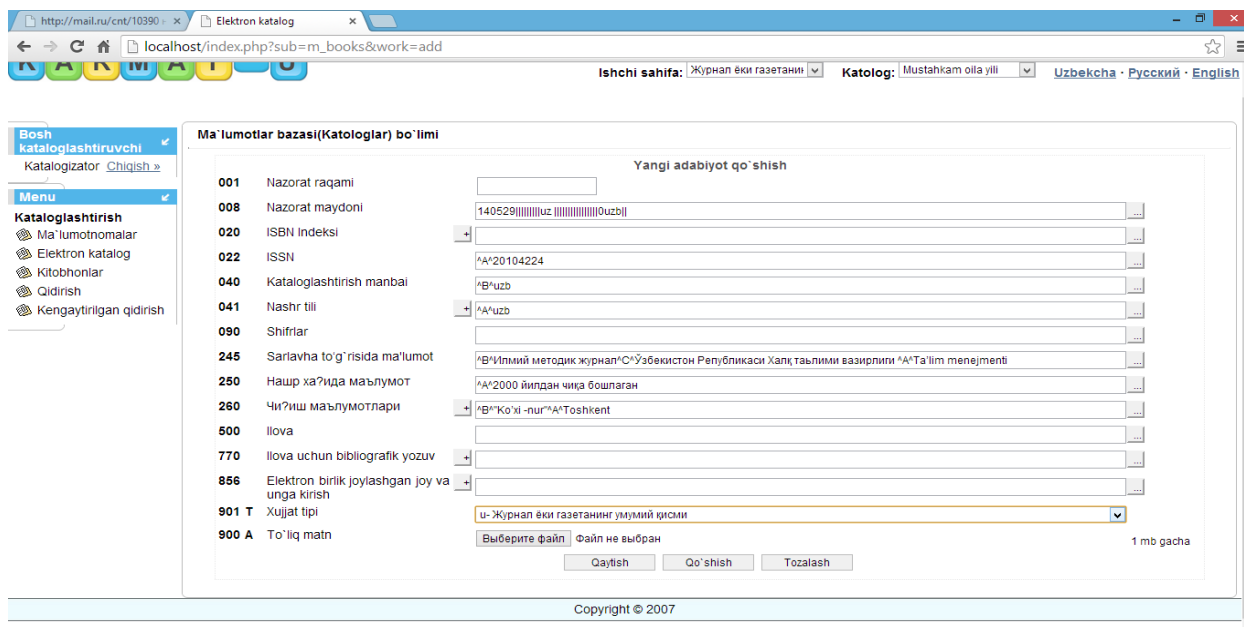 http://mail.ru/cnt/10390
Elektron katalog
localhost/index.php?sub=m_books&work=add
KARMAT U
Ishchi sahifa: Журнал ёки газетани Katolog: Mustahkam oila yili Uzbekcha · Русский · English
Bosh kataloglashtiruvchi
Katalogizator Chiqish »
Menu
Kataloglashtirish
Ma`lumotnomalar
Elektron katalog
Kitobhonlar
Qidirish
Kengaytirilgan qidirish
Ma`lumotlar bazasi(Katologlar) bo`limi
Yangi adabiyot qo`shish
001 Nazorat raqami
008 Nazorat maydoni 140529|||||||||uz |||||||||||||||||0uzb|| ...
020 ISBN Indeksi + ...
022 ISSN ^A^20104224 ...
040 Kataloglashtirish manbai ^B^uzb ...
041 Nashr tili + ^A^uzb ...
090 Shifrlar ...
245 Sarlavha to'g`risida ma'lumot ^B^Илмий методик журнал^C^Ўзбекистон Републикаси Халқ таьлими вазирлиги ^A^Ta'lim menejmenti ...
250 Нашр ха?ида маълумот ^A^2000 йилдан чиқа бошлаган ...
260 Чи?иш маълумотлари + ^B^"Ko'xi -nur"^A^Toshkent ...
500 Ilova ...
770 Ilova uchun bibliografik yozuv + ...
856 Elektron birlik joylashgan joy va unga kirish + ...
901 T Xujjat tipi u- Журнал ёки газетанинг умумий қисми
900 A To`liq matn Выберите файл Файл не выбран 1 mb gacha
Qaytish Qo`shish Tozalash
Copyright © 2007